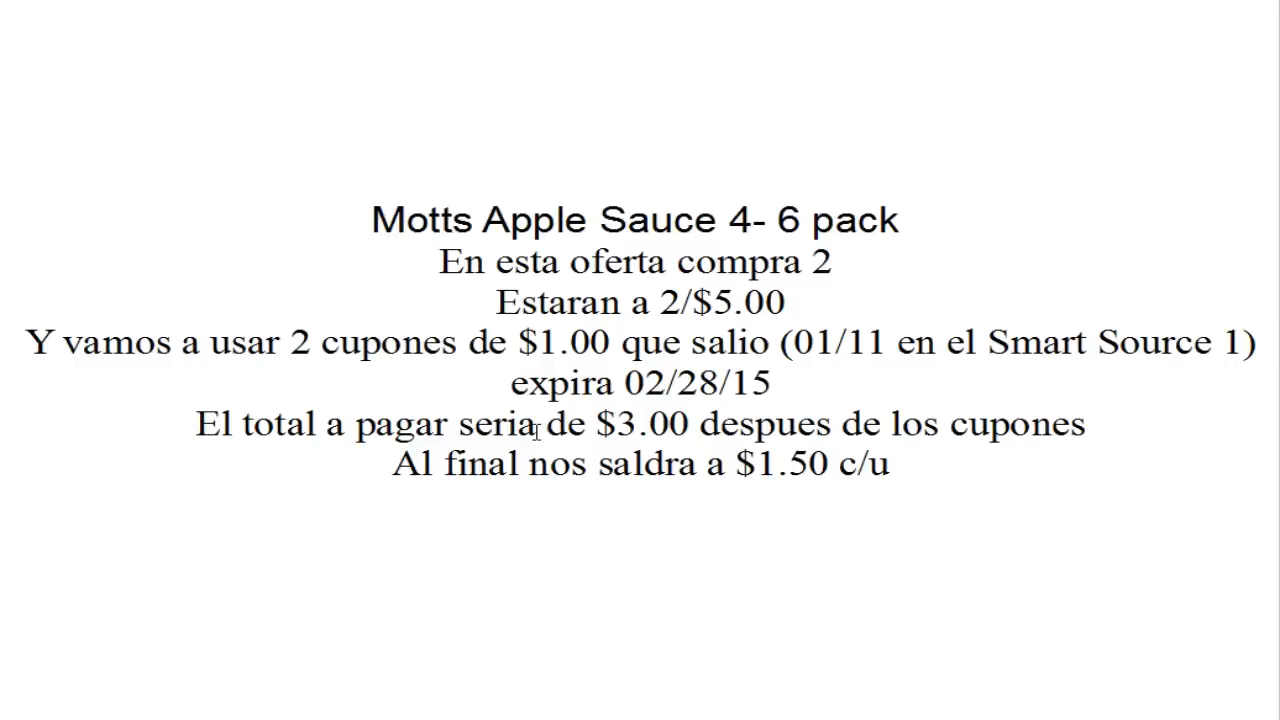 Motts Apple Sauce 4- 6 pack
En esta oferta compra 2
Estaran a 2/$5.00
Y vamos a usar 2 cupones de $1.00 que salio (01/11 en el Smart Source 1)
expira 02/28/15
El total a pagar seria de $3.00 despues de los cupones
Al final nos saldra a $1.50 c/u